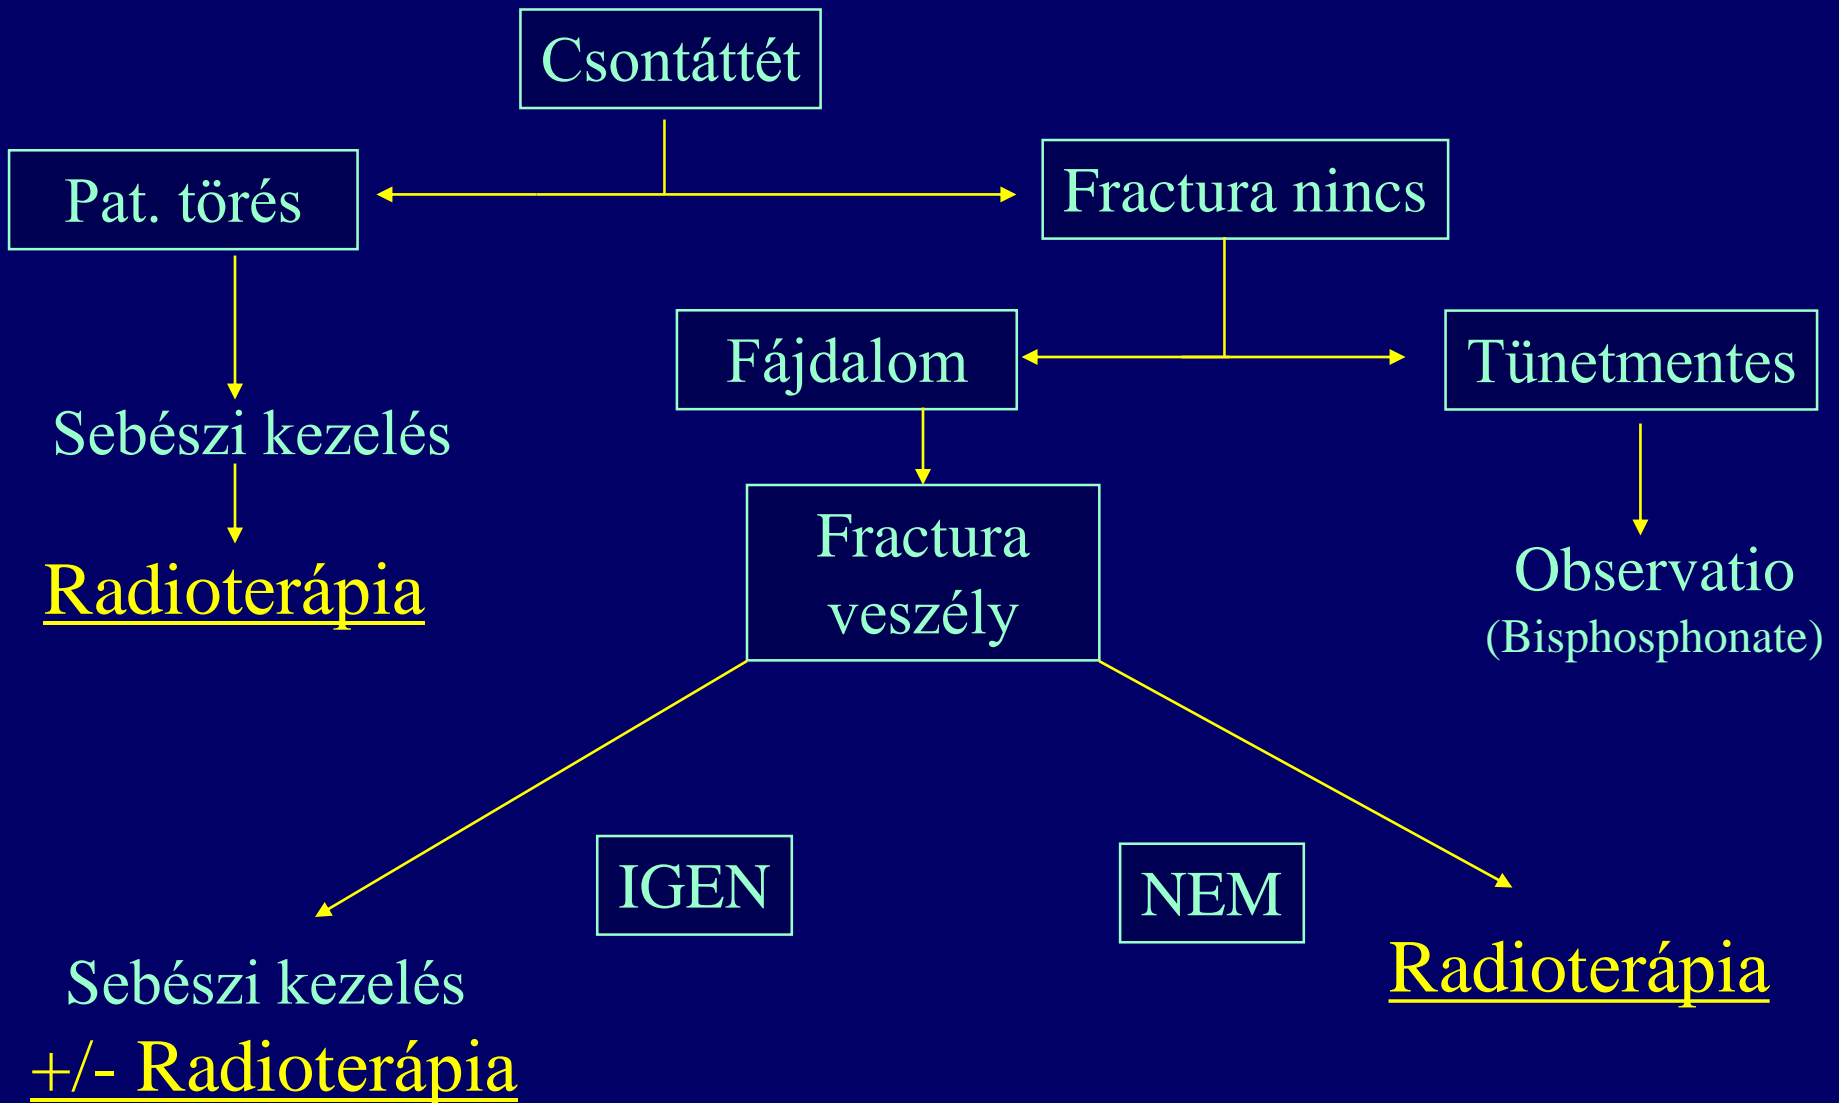 Csontáttét
Pat. törés
Fractura nincs
Fájdalom
Tünetmentes
Sebészi kezelés
Fractura
veszély
Radioterápia
Observatio
(Bisphosphonate)
IGEN
NEM
Sebészi kezelés
+/- Radioterápia
Radioterápia